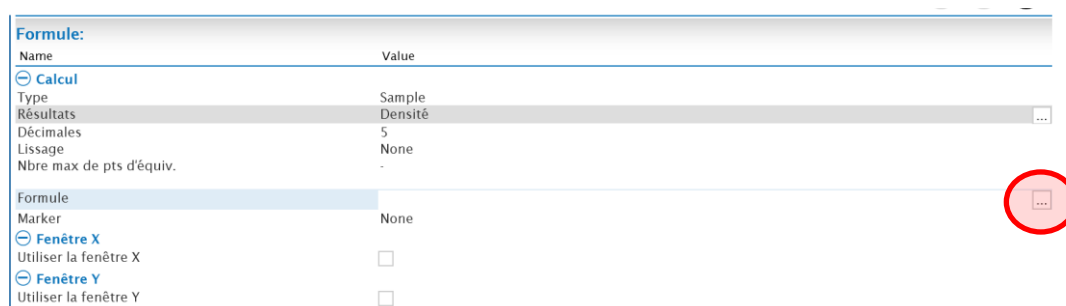 Formule:
Name Value
Calcul
Type Sample
Résultats Densité ...
Décimales 5
Lissage None
Nbre max de pts d'équiv. -
Formule ...
Marker None
Fenêtre X
Utiliser la fenêtre X
Fenêtre Y
Utiliser la fenêtre Y